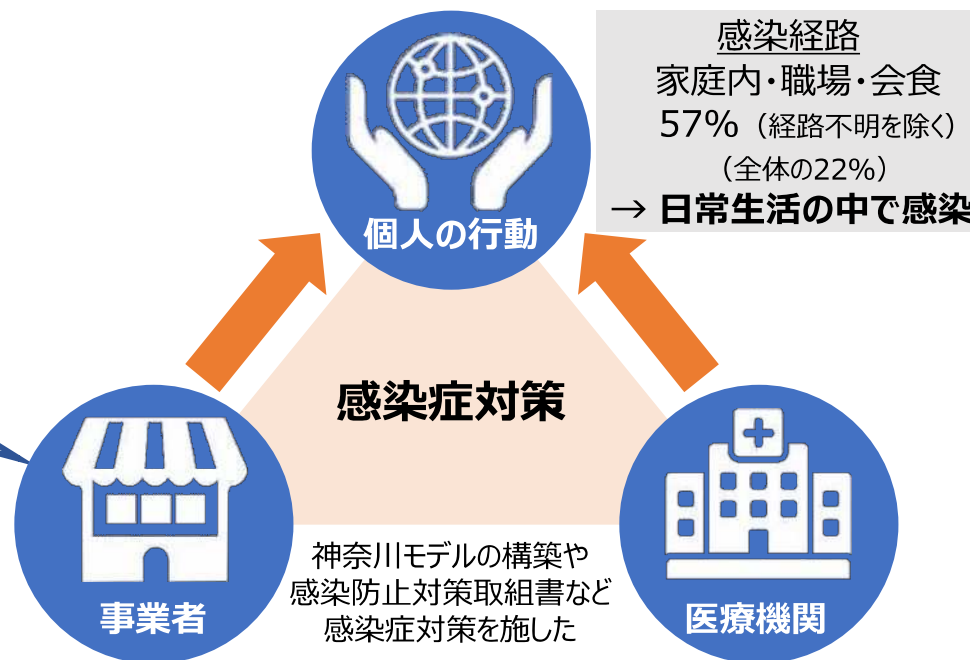 感染経路
家庭内・職場・会食
57%（経路不明を除く）
（全体の22%）
→ 日常生活の中で感染
個人の行動
感染症対策
神奈川モデルの構築や
感染防止対策取組書など
感染症対策を施した
事業者
医療機関